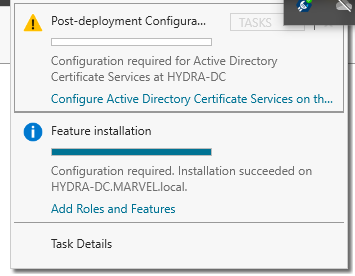 Post-deployment Configura...
TASKS
Configuration required for Active Directory
Certificate Services at HYDRA-DC
Configure Active Directory Certificate Services on th...
Feature installation
Configuration required. Installation succeeded on
HYDRA-DC.MARVEL.local.
Add Roles and Features
Task Details